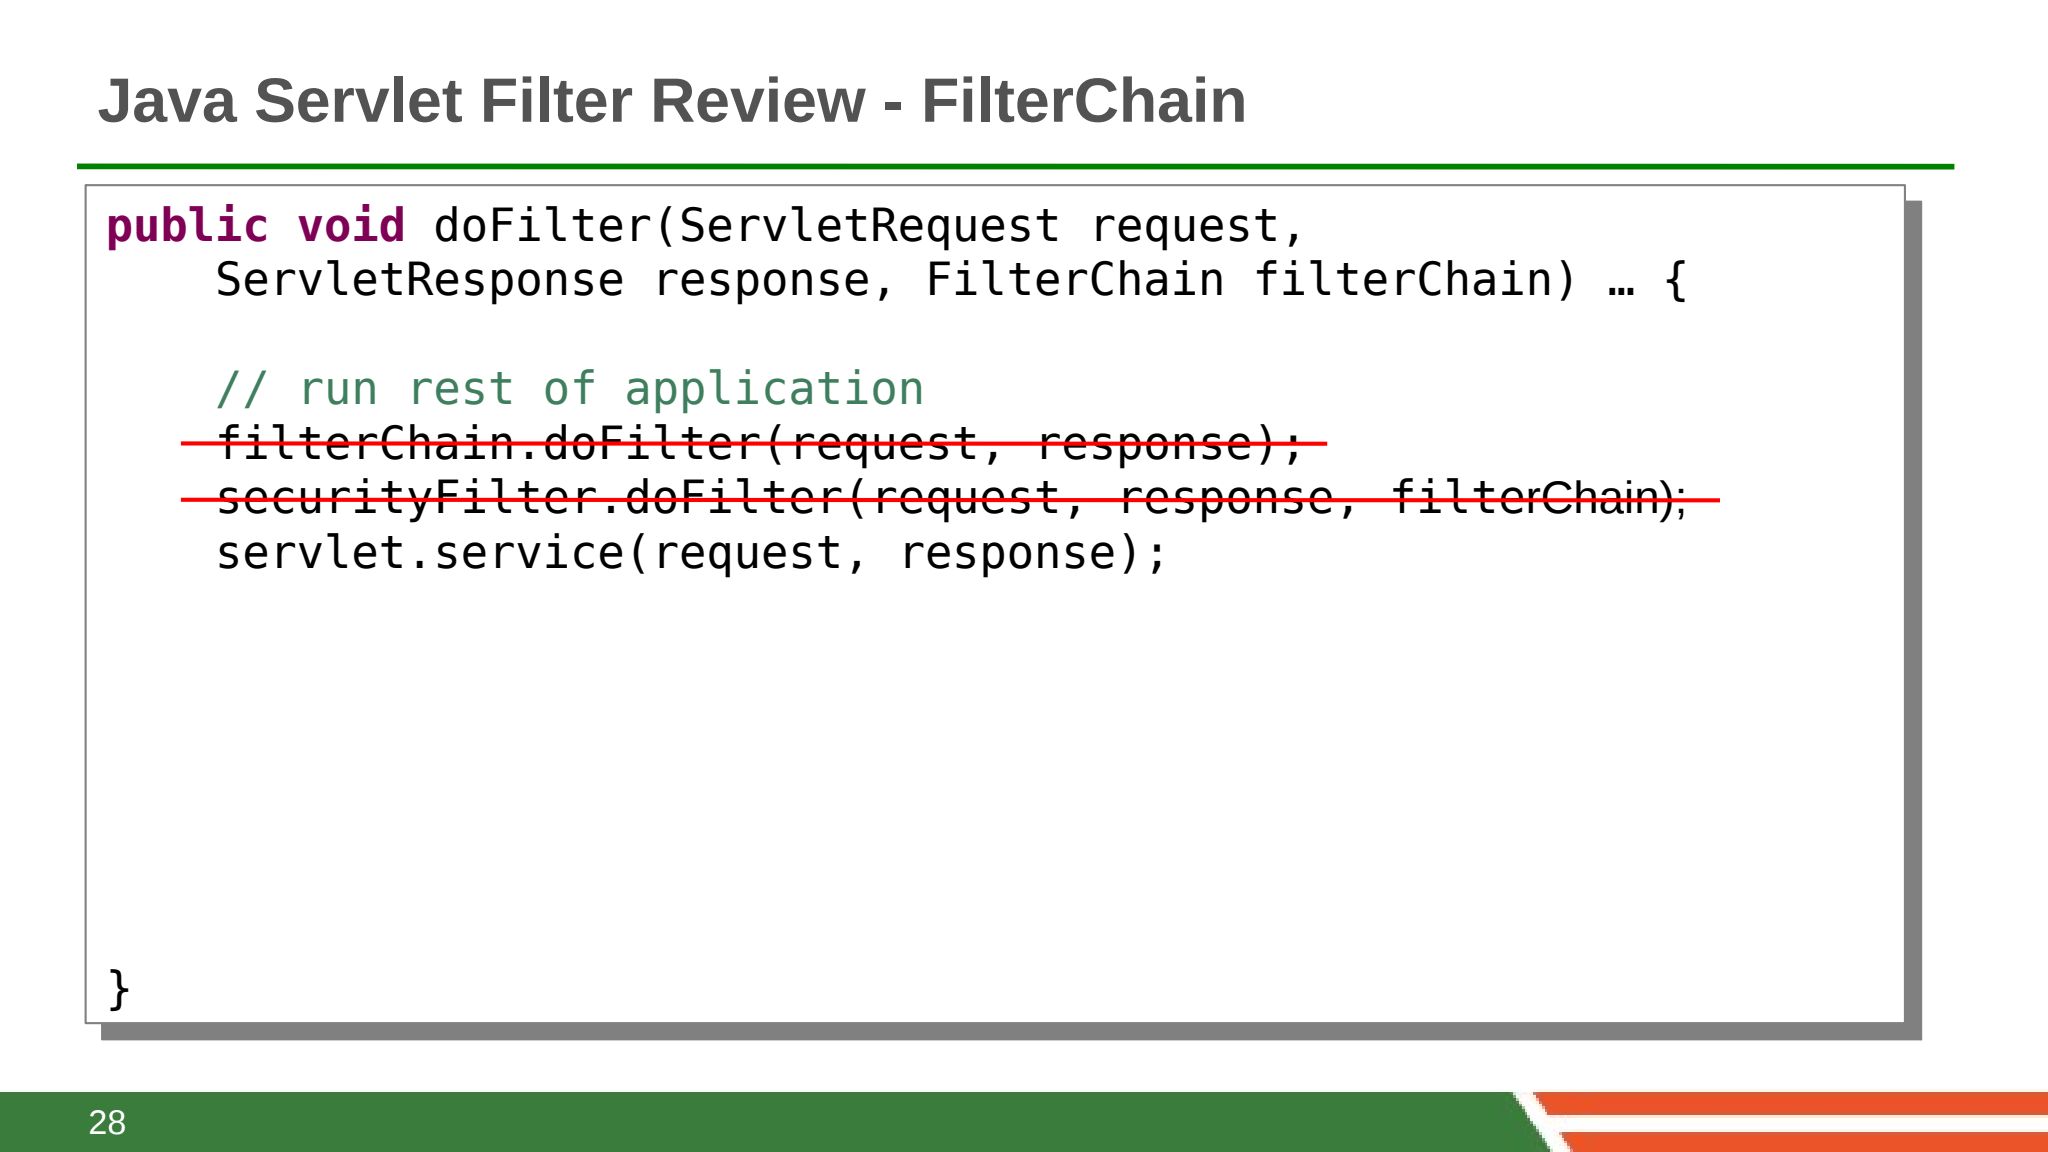 Java Servlet Filter Review - FilterChain
public void doFilter(ServletRequest request,
    ServletResponse response, FilterChain filterChain) … {
    // run rest of application
    filterChain.doFilter(request, response);
    securityFilter.doFilter(request, response, filterChain);
    servlet.service(request, response);
}
28